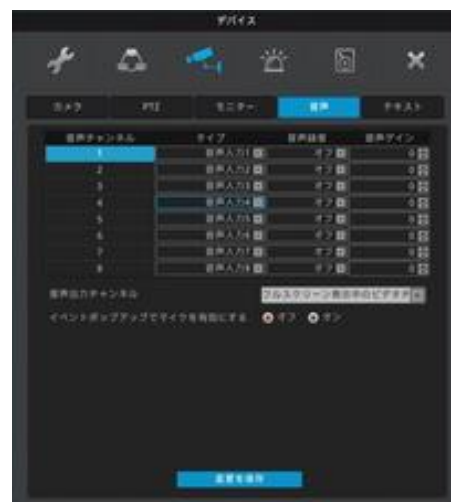 デバイス
カメラ PTZ モニター 音声 テキスト
音声チャンネル タイプ 音声録音 音声ゲイン
1 音声入力1 オフ 0
2 音声入力2 オフ 0
3 音声入力3 オフ 0
4 音声入力4 オフ 0
5 音声入力5 オフ 0
6 音声入力6 オフ 0
7 音声入力7 オフ 0
8 音声入力8 オフ 0
音声出力チャンネル フルスクリーン表示中のビデオチ
イベントポップアップでマイクを有効にする オフ オン
変更を保存